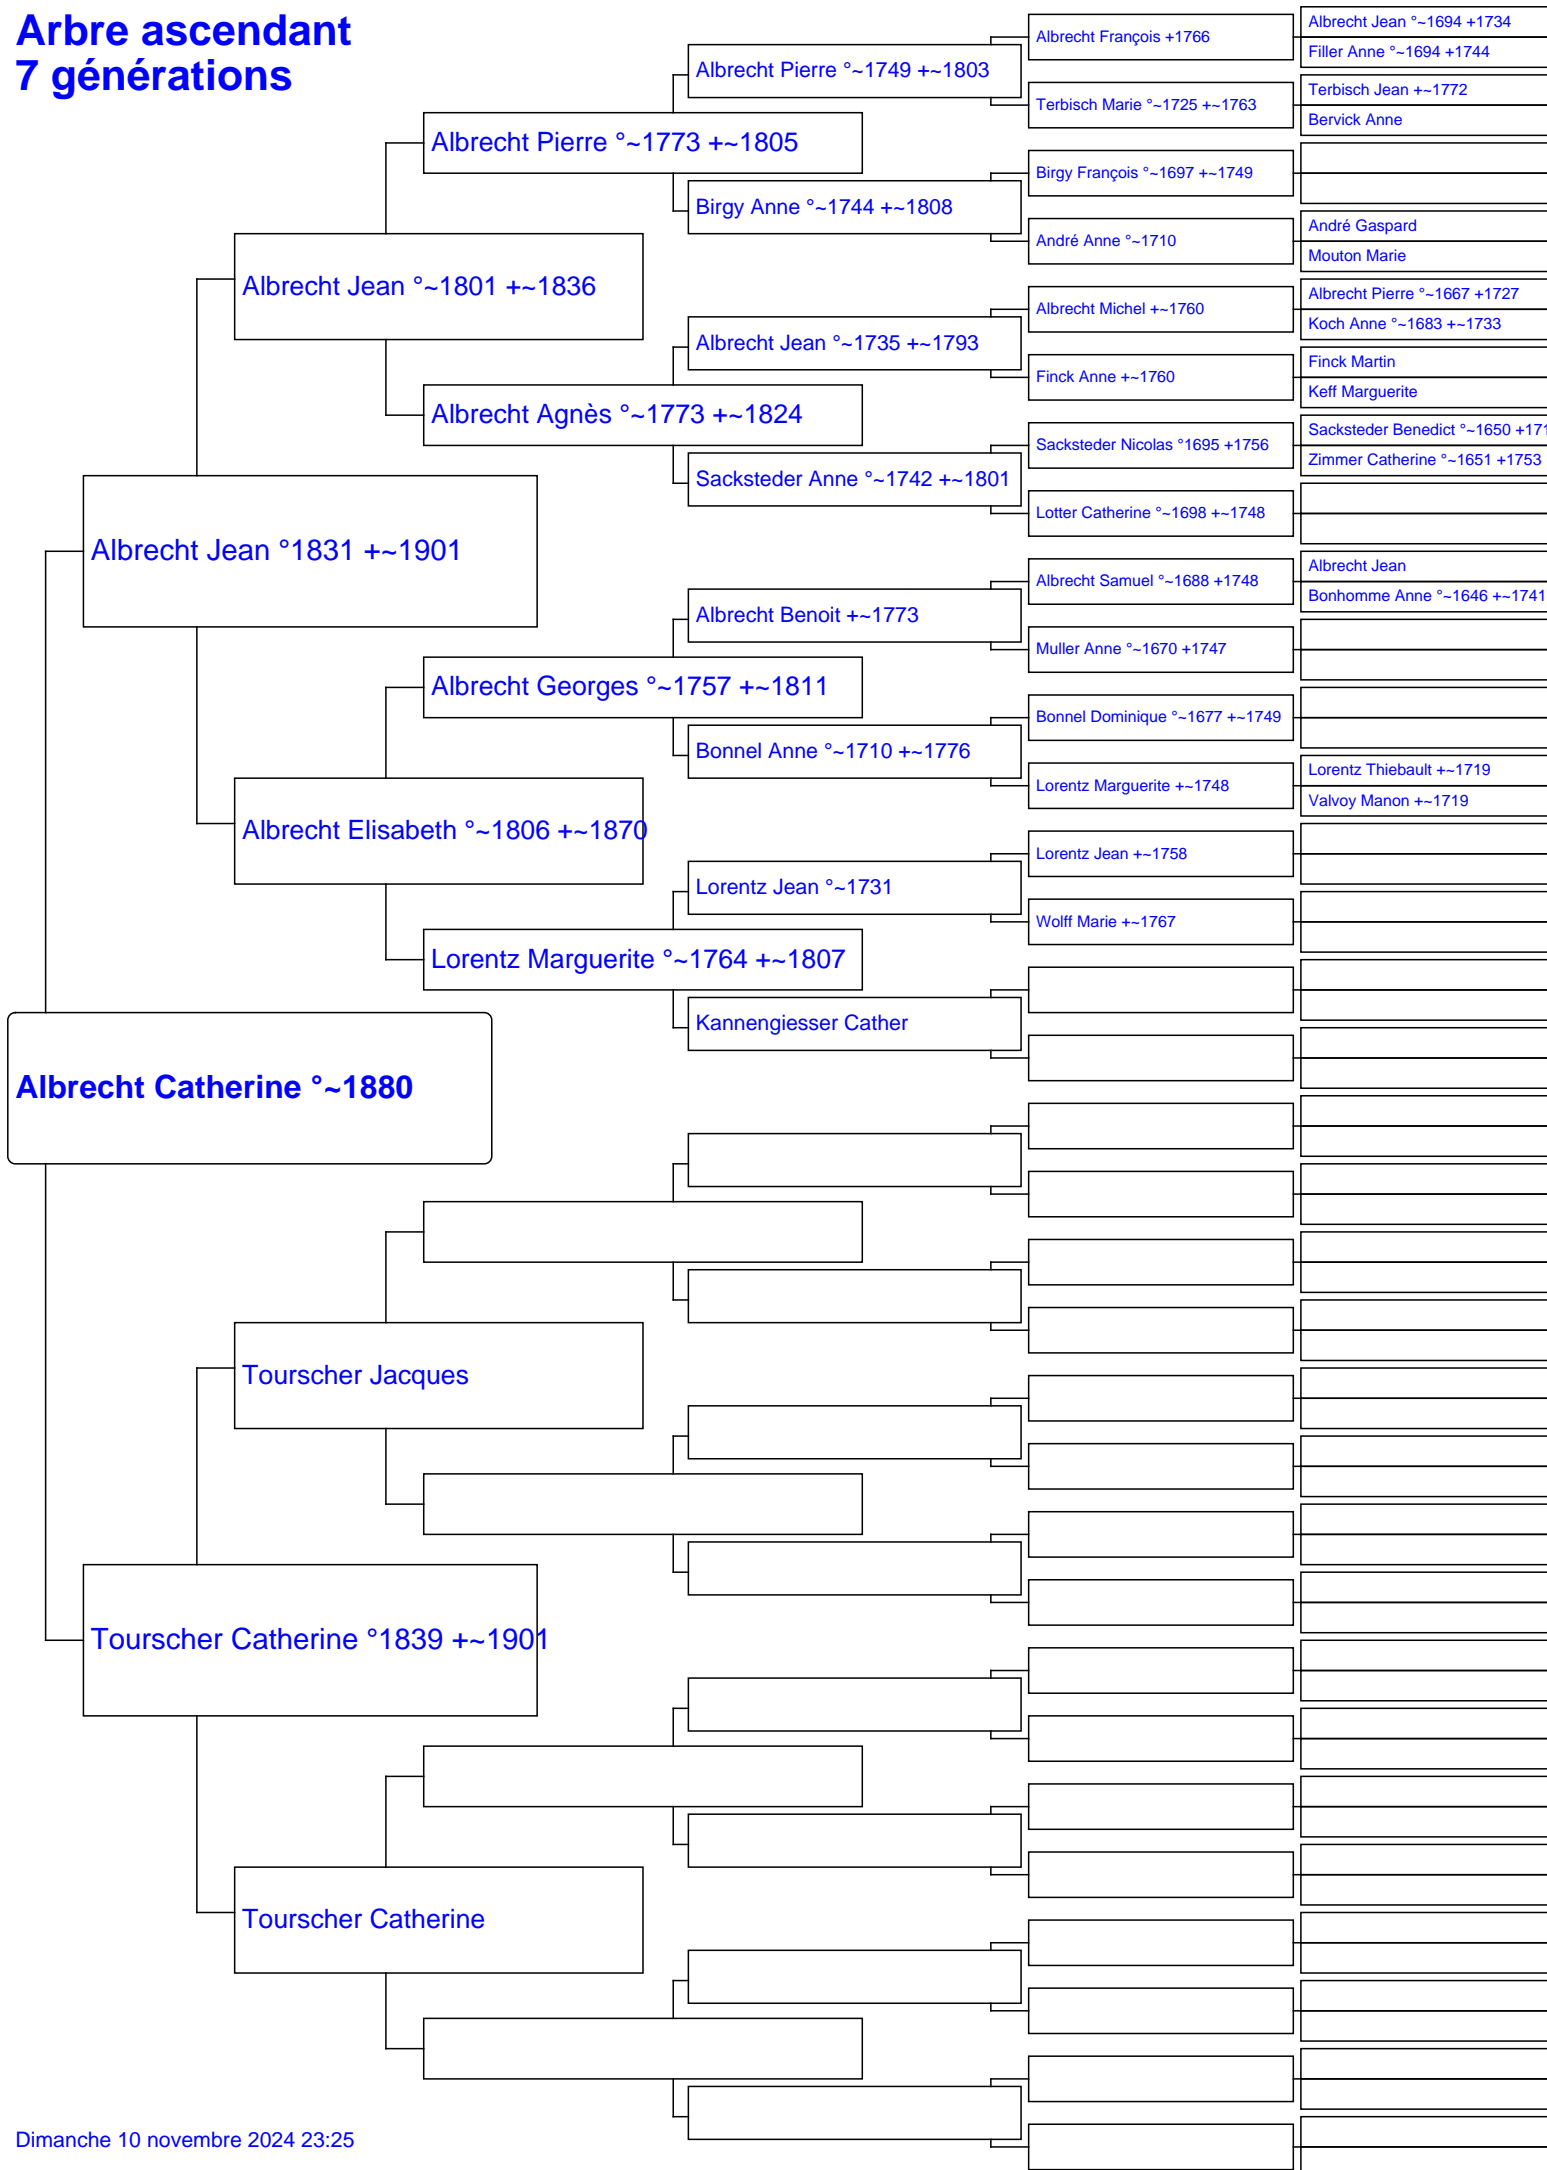 Arbre ascendant
7 générations
Albrecht Catherine °~1880
Albrecht Jean °1831 +~1901
Tourscher Catherine °1839 +~1901
Albrecht Jean °~1801 +~1836
Albrecht Elisabeth °~1806 +~1870
Tourscher Jacques
Tourscher Catherine
Albrecht Pierre °~1773 +~1805
Albrecht Agnès °~1773 +~1824
Albrecht Georges °~1757 +~1811
Lorentz Marguerite °~1764 +~1807
Albrecht Pierre °~1749 +~1803
Birgy Anne °~1744 +~1808
Albrecht Jean °~1735 +~1793
Sacksteder Anne °~1742 +~1801
Albrecht Benoit +~1773
Bonnel Anne °~1710 +~1776
Lorentz Jean °~1731
Kannengiesser Cather
Albrecht François +1766
Terbisch Marie °~1725 +~1763
Birgy François °~1697 +~1749
André Anne °~1710
Albrecht Michel +~1760
Finck Anne +~1760
Sacksteder Nicolas °1695 +1756
Lotter Catherine °~1698 +~1748
Albrecht Samuel °~1688 +1748
Muller Anne °~1670 +1747
Bonnel Dominique °~1677 +~1749
Lorentz Marguerite +~1748
Lorentz Jean +~1758
Wolff Marie +~1767
Albrecht Jean °~1694 +1734
Filler Anne °~1694 +1744
Terbisch Jean +~1772
Bervick Anne
André Gaspard
Mouton Marie
Albrecht Pierre °~1667 +1727
Koch Anne °~1683 +~1733
Finck Martin
Keff Marguerite
Sacksteder Benedict °~1650
Zimmer Catherine °~1651 +1753
Albrecht Jean
Bonhomme Anne °~1646 +~1741
Lorentz Thiebault +~1719
Valvoy Manon +~1719
Dimanche 10 novembre 2024 23:25